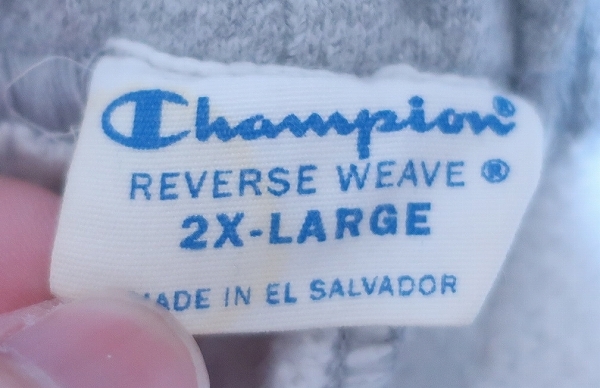 Champion®
REVERSE WEAVE ®
2X-LARGE
MADE IN EL SALVADOR